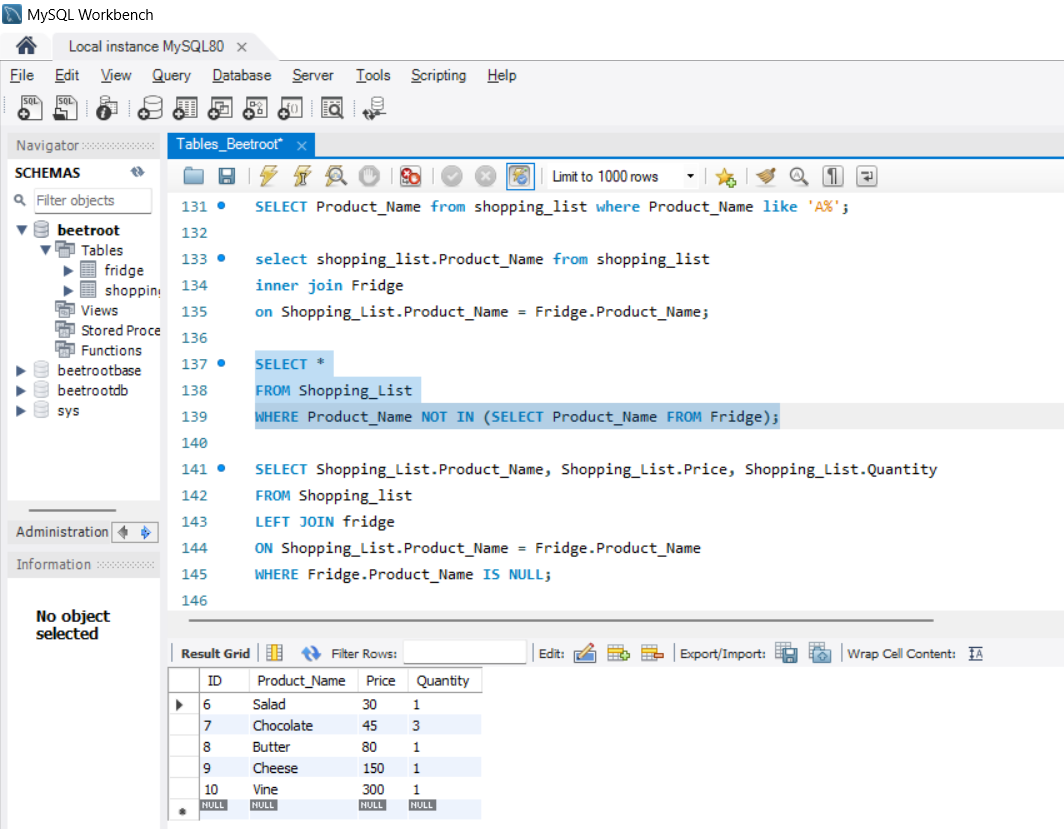 MySQL Workbench
Local instance MySQL80
File Edit View Query Database Server Tools Scripting Help
SQL SQL
Navigator
SCHEMAS
Filter objects
beetroot
Tables
fridge
shopping
Views
Stored Proce
Functions
beetrootbase
beetrootdb
sys
Administration
Information
No object
selected
Tables_Beetroot*
Limit to 1000 rows
131 SELECT Product_Name from shopping_list where Product_Name like 'A%';
132
133 select shopping_list.Product_Name from shopping_list
134 inner join Fridge
135 on Shopping_List.Product_Name = Fridge.Product_Name;
136
137 SELECT *
138 FROM Shopping_List
139 WHERE Product_Name NOT IN (SELECT Product_Name FROM Fridge);
140
141 SELECT Shopping_List.Product_Name, Shopping_List.Price, Shopping_List.Quantity
142 FROM Shopping_list
143 LEFT JOIN fridge
144 ON Shopping_List.Product_Name = Fridge.Product_Name
145 WHERE Fridge.Product_Name IS NULL;
146
Result Grid Filter Rows: Edit: Export/Import: Wrap Cell Content:
ID Product_Name Price Quantity
6 Salad 30 1
7 Chocolate 45 3
8 Butter 80 1
9 Cheese 150 1
10 Vine 300 1
NULL NULL NULL NULL